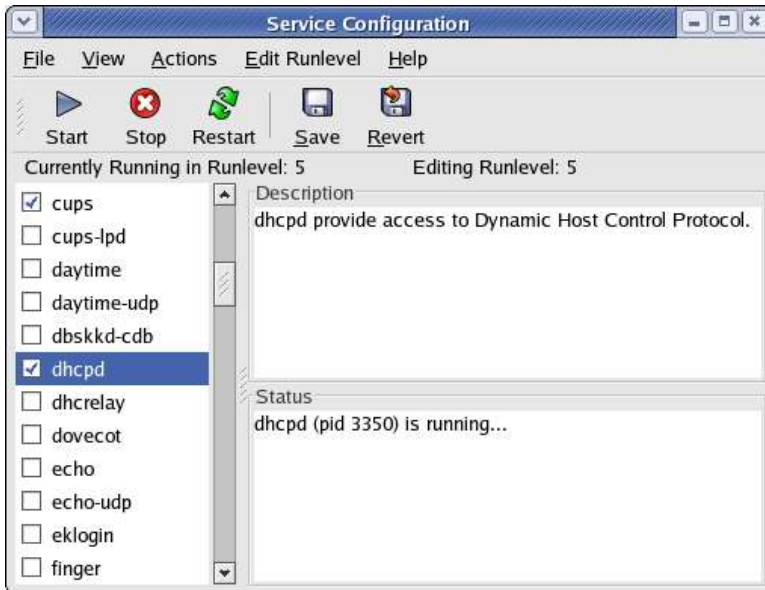 Service Configuration
File View Actions Edit Runlevel Help
Start Stop Restart Save Revert
Currently Running in Runlevel: 5 Editing Runlevel: 5
cups
cups-lpd
daytime
daytime-udp
dbskkd-cdb
dhcpd
dhcrelay
dovecot
echo
echo-udp
eklogin
finger
Description
dhcpd provide access to Dynamic Host Control Protocol.
Status
dhcpd (pid 3350) is running...